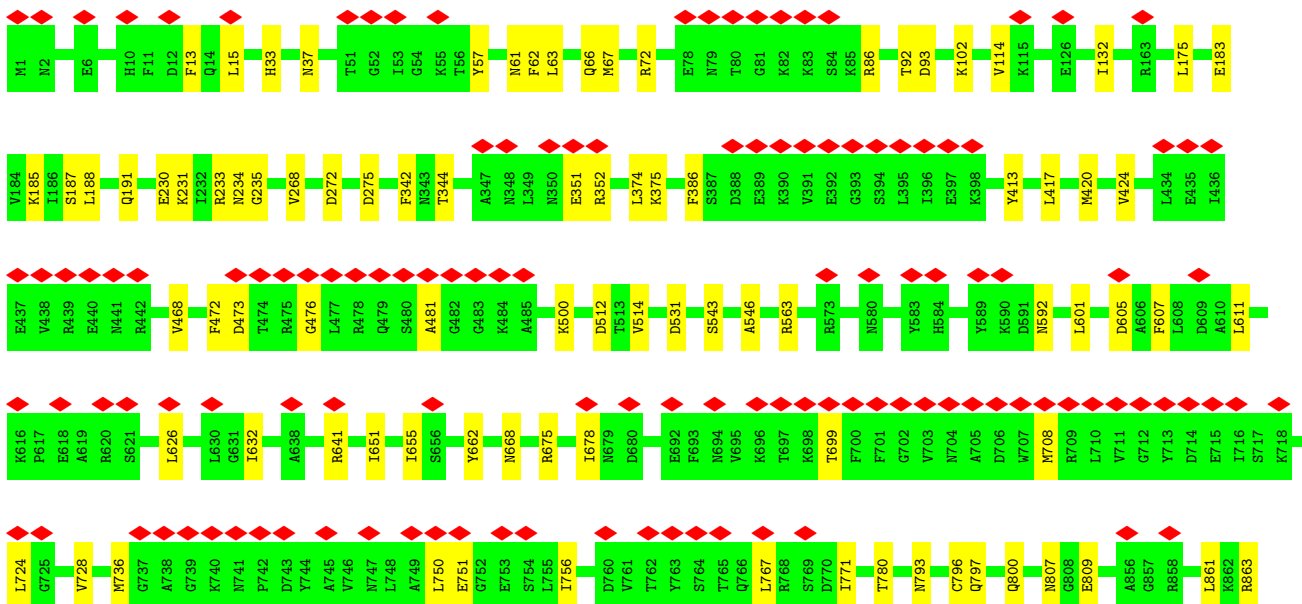 M1 N2 E6 H10 F11 D12 F13 Q14 L15 H33 N37 T51 G52 I53 G54 K55 T56 Y57 N61 F62 L63 Q66 M67 R72 E78 N79 T80 G81 K82 K83 S84 K85 R86 T92 D93 K102 V114 K115 E126 I132 R163 L175 E183
V184 K185 I186 S187 L188 Q191 E230 K231 I232 R233 N234 G235 V268 D272 D275 F342 N343 T344 A347 N348 L349 N350 E351 R352 L374 K375 F386 S387 D388 E389 K390 V391 E392 G393 S394 L395 I396 E397 K398 Y413 L417 M420 V424 L434 E435 I436
E437 V438 R439 E440 N441 R442 V468 F472 D473 T474 R475 G476 L477 R478 Q479 S480 A481 G482 G483 K484 A485 K500 D512 T513 V514 D531 S543 A546 R563 R573 N580 Y583 H584 Y589 K590 D591 N592 L601 D605 A606 F607 L608 D609 A610 L611
K616 P617 E618 A619 R620 S621 L626 L630 G631 I632 A638 R641 I651 I655 S656 Y662 N668 R675 I678 N679 D680 E692 F693 N694 V695 K696 T697 K698 T699 F700 F701 G702 V703 N704 A705 D706 W707 M708 R709 L710 V711 G712 Y713 D714 E715 I716 S717 K718
L724 G725 V728 M736 G737 A738 G739 K740 N741 P742 D743 Y744 A745 V746 N747 L748 A749 L750 E751 G752 E753 S754 L755 I756 D760 V761 T762 Y763 S764 T765 Q766 L767 R768 S769 D770 I771 T780 N793 C796 Q797 Q800 N807 G808 E809 A856 G857 R858 L861 K862 R863